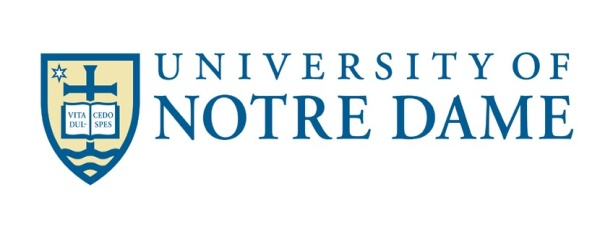 VITA CEDO
DUL- SPES
UNIVERSITY OF
NOTRE DAME